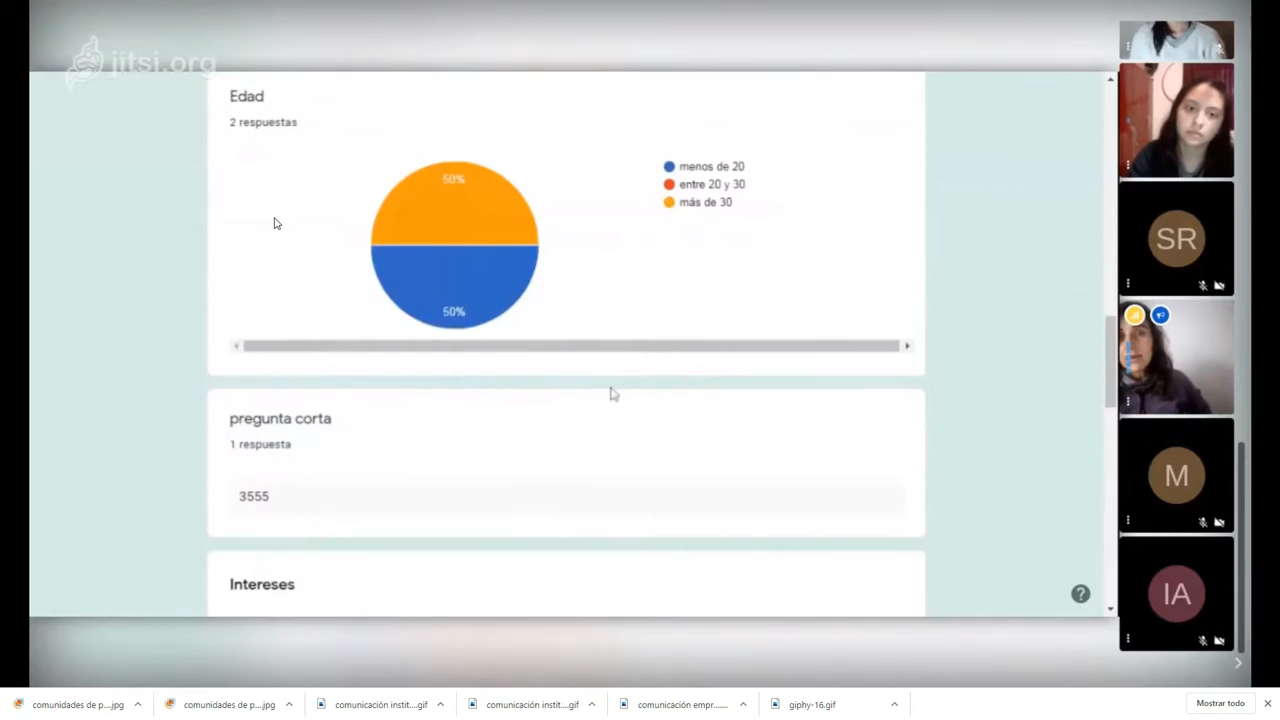 jitsi.org
Edad
2 respuestas
50%
50%
menos de 20
entre 20 y 30
más de 30
pregunta corta
1 respuesta
3555
Intereses
SR
M
IA
comunidades de p....jpg
comunidades de p....jpg
comunicación instit....gif
comunicación instit....gif
comunicación empr.......
giphy-16.gif
Mostrar todo